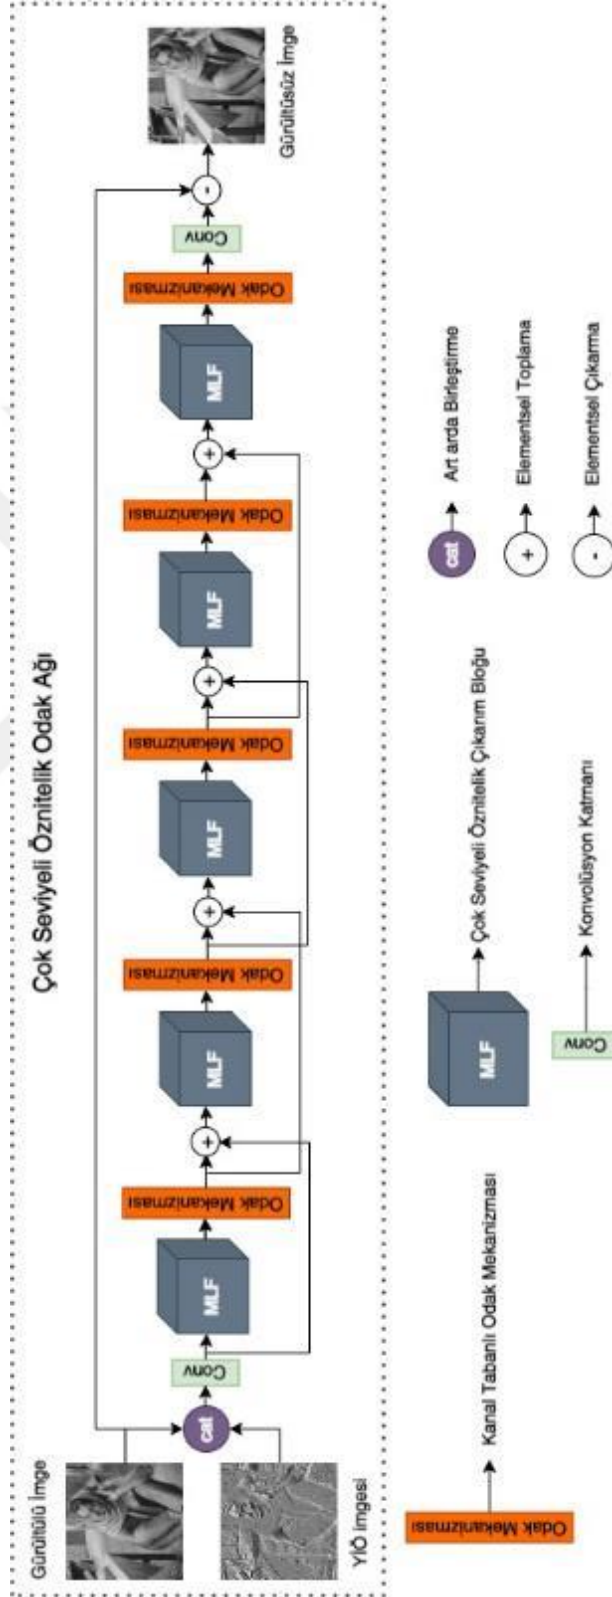 Çok Seviyeli Öznitelik Odak Ağı
Gürültülü İmge
YİÖ imgesi
cat
Conv
MLF
Odak Mekanizması
+
MLF
Odak Mekanizması
+
MLF
Odak Mekanizması
+
MLF
Odak Mekanizması
+
MLF
Odak Mekanizması
Conv
-
Gürültüsüz İmge
Odak Mekanizması
Kanal Tabanlı Odak Mekanizması
MLF
Çok Seviyeli Öznitelik Çıkarım Bloğu
Conv
Konvolüsyon Katmanı
cat
Art arda Birleştirme
+
Elementsel Toplama
-
Elementsel Çıkarma